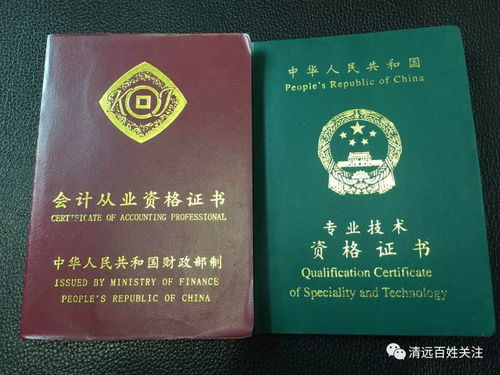 会计从业资格证书
CERTIFICATE OF ACCOUNTING PROFESSIONAL
中华人民共和国财政部制
ISSUED BY MINISTRY OF FINANCE
PEOPLE'S REPUBLIC OF CHINA
中华人民共和国
People's Republic of China
专业技术
资格证书
Qualification Certificate
of Speciality and Technology
清远百姓关注